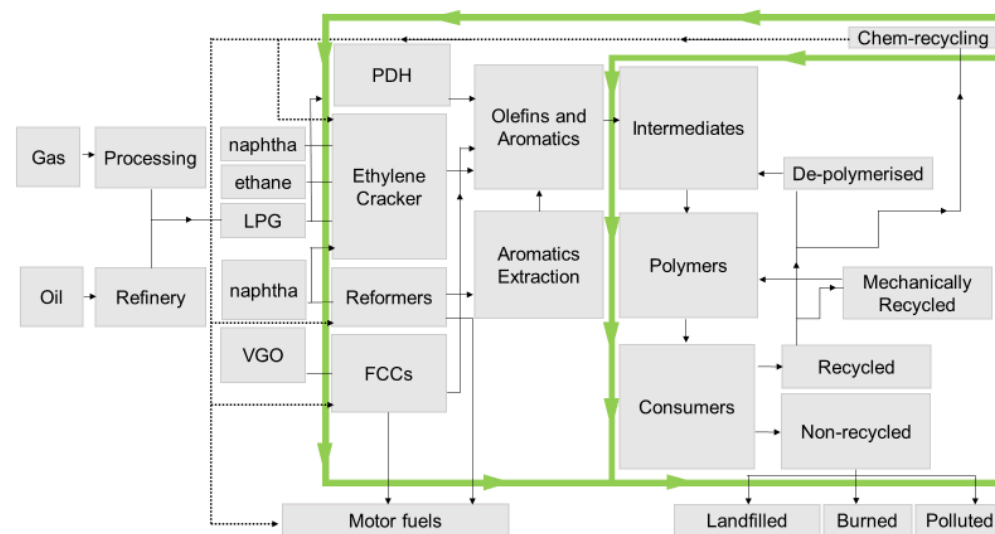 Chem-recycling
PDH
Olefins and
Aromatics
Intermediates
Gas
Processing
naphtha
ethane
LPG
Ethylene
Cracker
De-polymerised
Oil
Refinery
naphtha
Reformers
Aromatics
Extraction
Polymers
Mechanically
Recycled
VGO
FCCs
Consumers
Recycled
Non-recycled
Motor fuels
Landfilled
Burned
Polluted